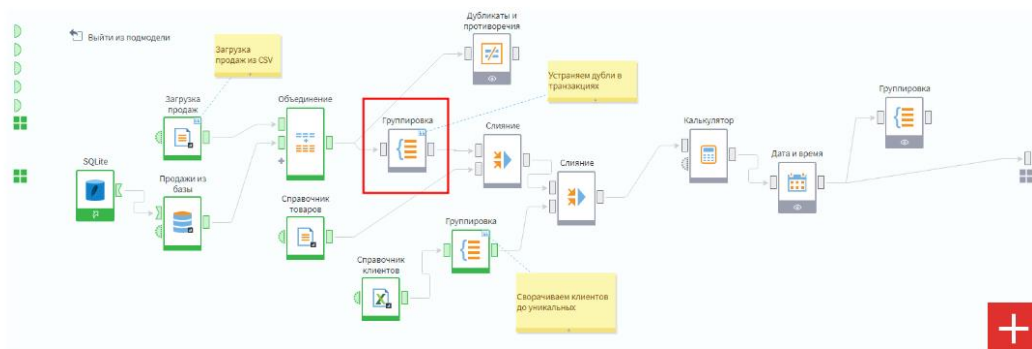 Выйти из подмодели
Загрузка
продаж из CSV
Дубликаты и
противоречия
Устраняем дубли в
транзакциях
Загрузка
продаж
Объединение
Группировка
Слияние
Калькулятор
Группировка
SQLite
Продажи из
базы
Слияние
Дата и время
Справочник
товаров
Группировка
Справочник
клиентов
Сворачиваем клиентов
до уникальных